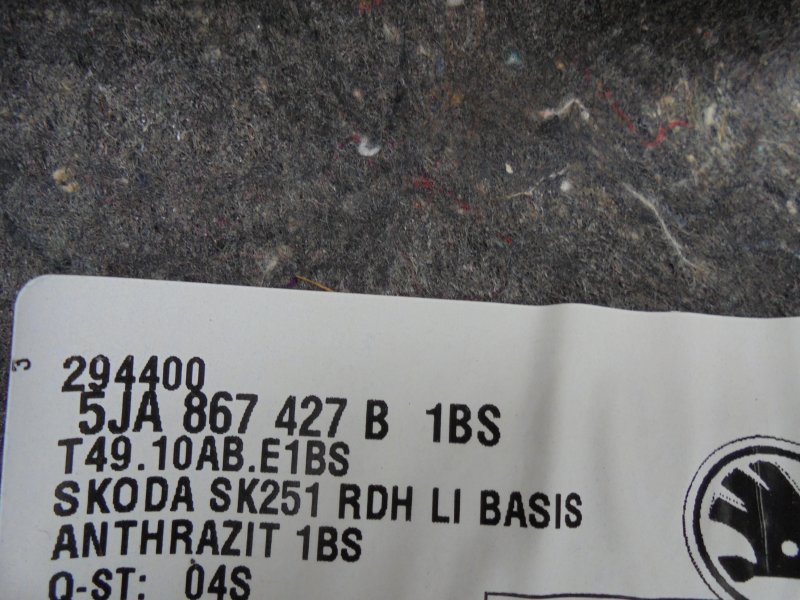 3
294400
5JA 867 427 B 1BS
T49.10AB.E1BS
SKODA SK251 RDH LI BASIS
ANTHRAZIT 1BS
Q-ST: 04S